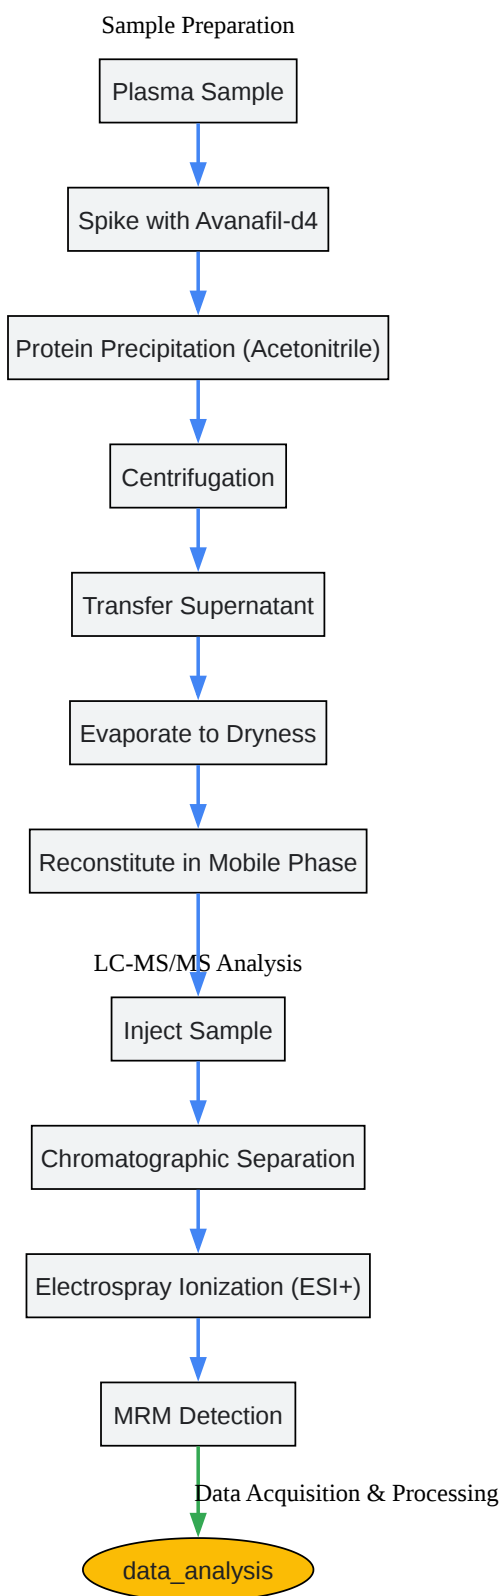 Sample Preparation
Plasma Sample
Spike with Avanafil-d4
Protein Precipitation (Acetonitrile)
Centrifugation
Transfer Supernatant
Evaporate to Dryness
Reconstitute in Mobile Phase
LC-MS/MS Analysis
Inject Sample
Chromatographic Separation
Electrospray Ionization (ESI+)
MRM Detection
Data Acquisition & Processing
data_analysis